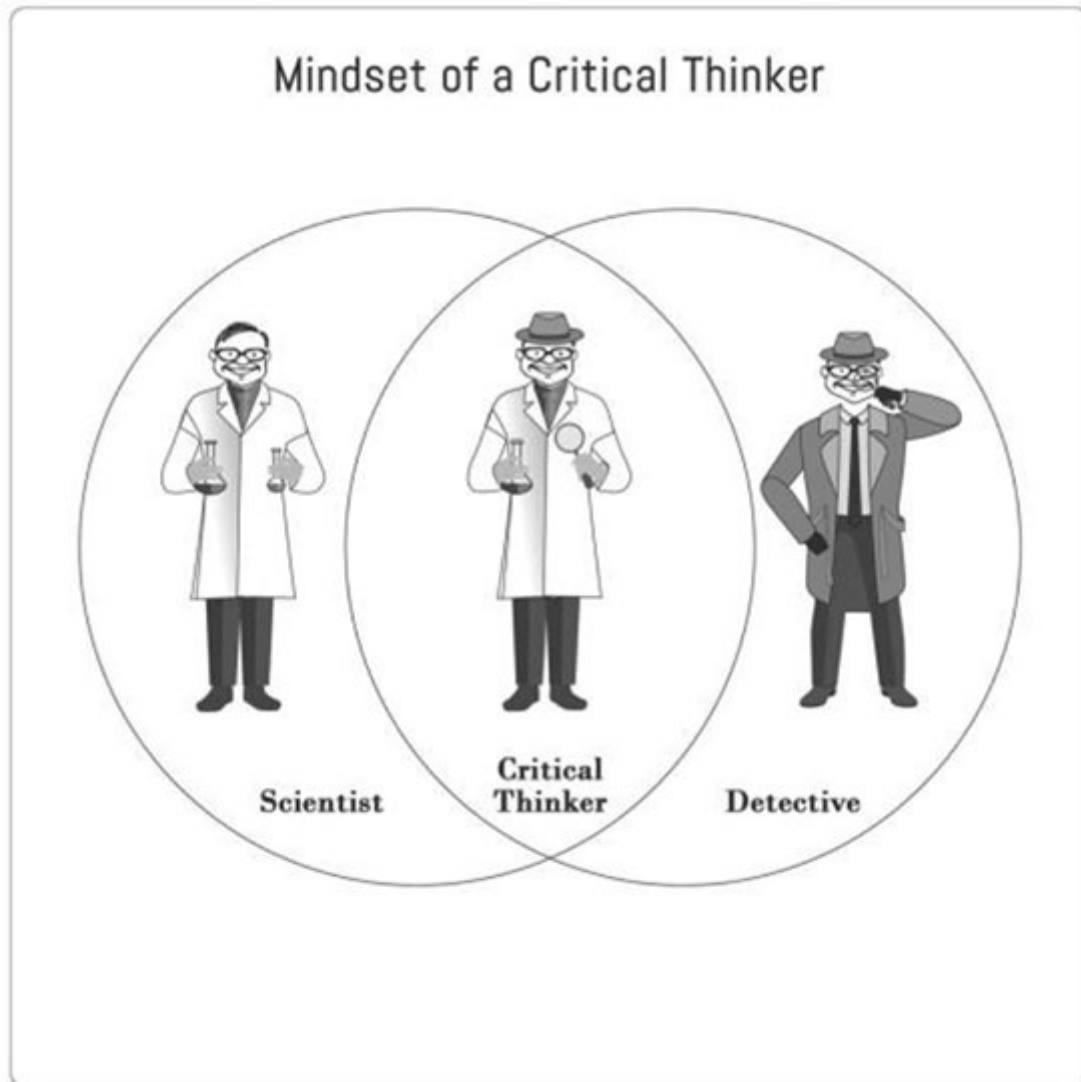 Mindset of a Critical Thinker
Scientist
Critical
Thinker
Detective